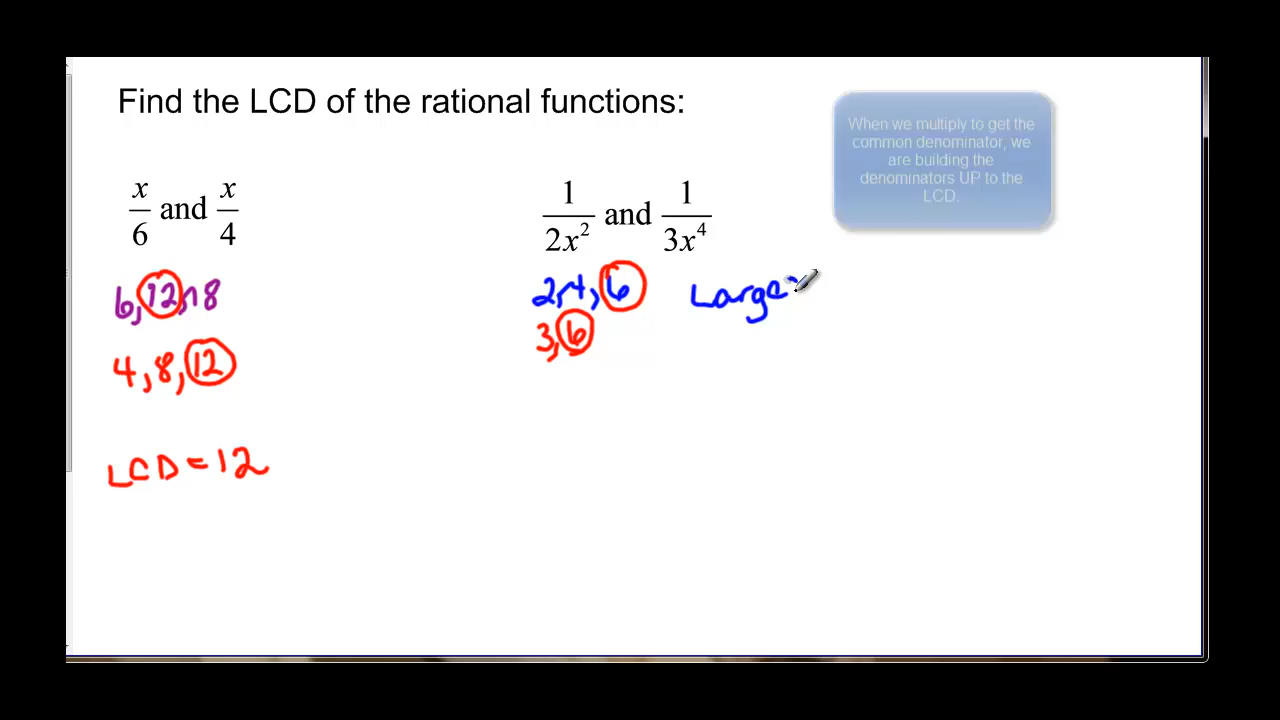 Find the LCD of the rational functions:
When we multiply to get the
common denominator, we
are building the
denominators UP to the
LCD.
x/6 and x/4
1/2x² and 1/3x⁴
6, 12, 18
4, 8, 12
LCD = 12
2, 4, 6
3, 6
Large